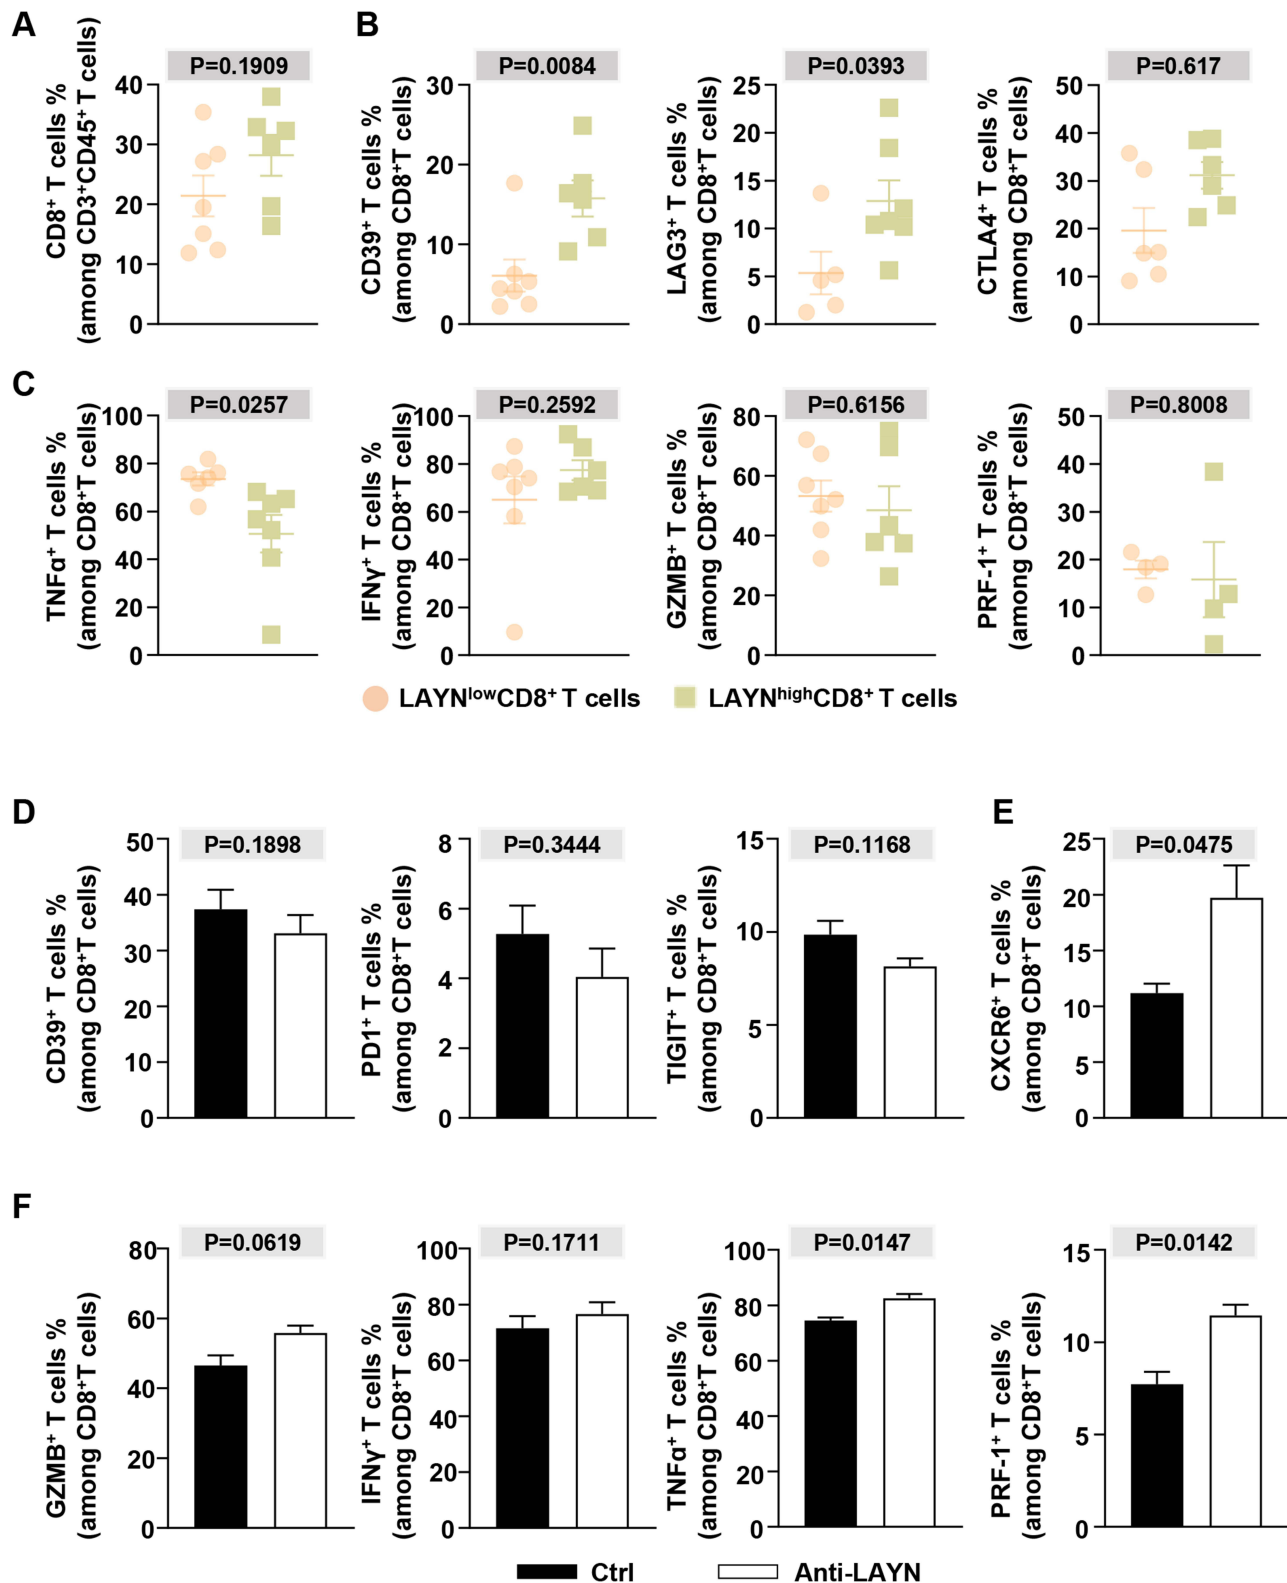 A
B
P=0.1909
P=0.0084
P=0.0393
P=0.617
CD8⁺ T cells %
(among CD3⁺CD45⁺ T cells)
40
30
20
10
0
CD39⁺ T cells %
(among CD8⁺T cells)
30
20
10
0
LAG3⁺ T cells %
(among CD8⁺T cells)
25
20
15
10
5
0
CTLA4⁺ T cells %
(among CD8⁺T cells)
50
40
30
20
10
0
C
P=0.0257
P=0.2592
P=0.6156
P=0.8008
TNFα⁺ T cells %
(among CD8⁺T cells)
100
80
60
40
20
0
IFNγ⁺ T cells %
(among CD8⁺T cells)
100
80
60
40
20
0
GZMB⁺ T cells %
(among CD8⁺T cells)
80
60
40
20
0
PRF-1⁺ T cells %
(among CD8⁺T cells)
50
40
30
20
10
0
LAYNˡᵒʷCD8⁺ T cells
LAYNʰⁱᵍʰCD8⁺ T cells
D
E
P=0.1898
P=0.3444
P=0.1168
P=0.0475
CD39⁺ T cells %
(among CD8⁺T cells)
50
40
30
20
10
0
PD1⁺ T cells %
(among CD8⁺T cells)
8
6
4
2
0
TIGIT⁺ T cells %
(among CD8⁺T cells)
15
10
5
0
CXCR6⁺ T cells %
(among CD8⁺T cells)
25
20
15
10
5
0
F
P=0.0619
P=0.1711
P=0.0147
P=0.0142
GZMB⁺ T cells %
(among CD8⁺T cells)
80
60
40
20
0
IFNγ⁺ T cells %
(among CD8⁺T cells)
100
80
60
40
20
0
TNFα⁺ T cells %
(among CD8⁺T cells)
100
80
60
40
20
0
PRF-1⁺ T cells %
(among CD8⁺T cells)
15
10
5
0
Ctrl
Anti-LAYN